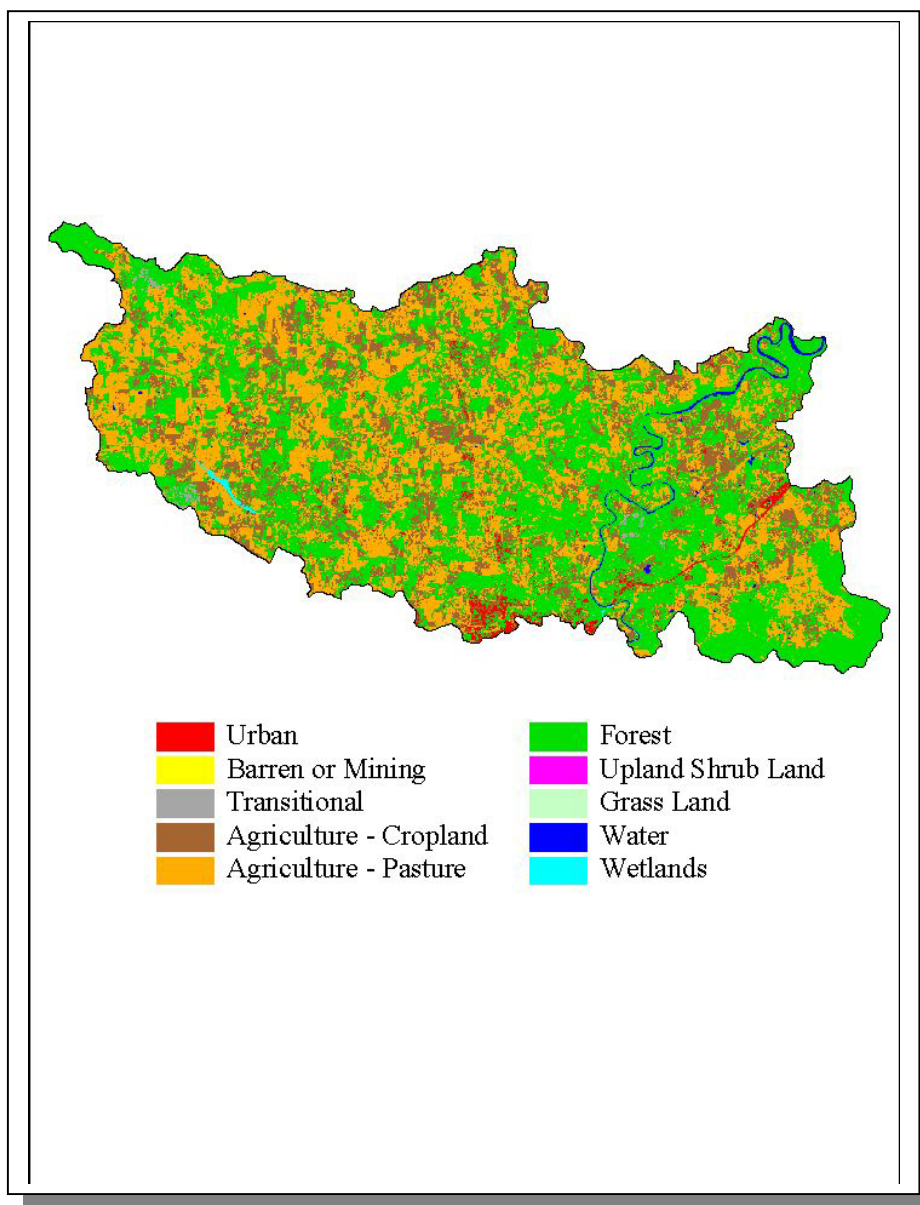 Urban
Barren or Mining
Transitional
Agriculture - Cropland
Agriculture - Pasture
Forest
Upland Shrub Land
Grass Land
Water
Wetlands